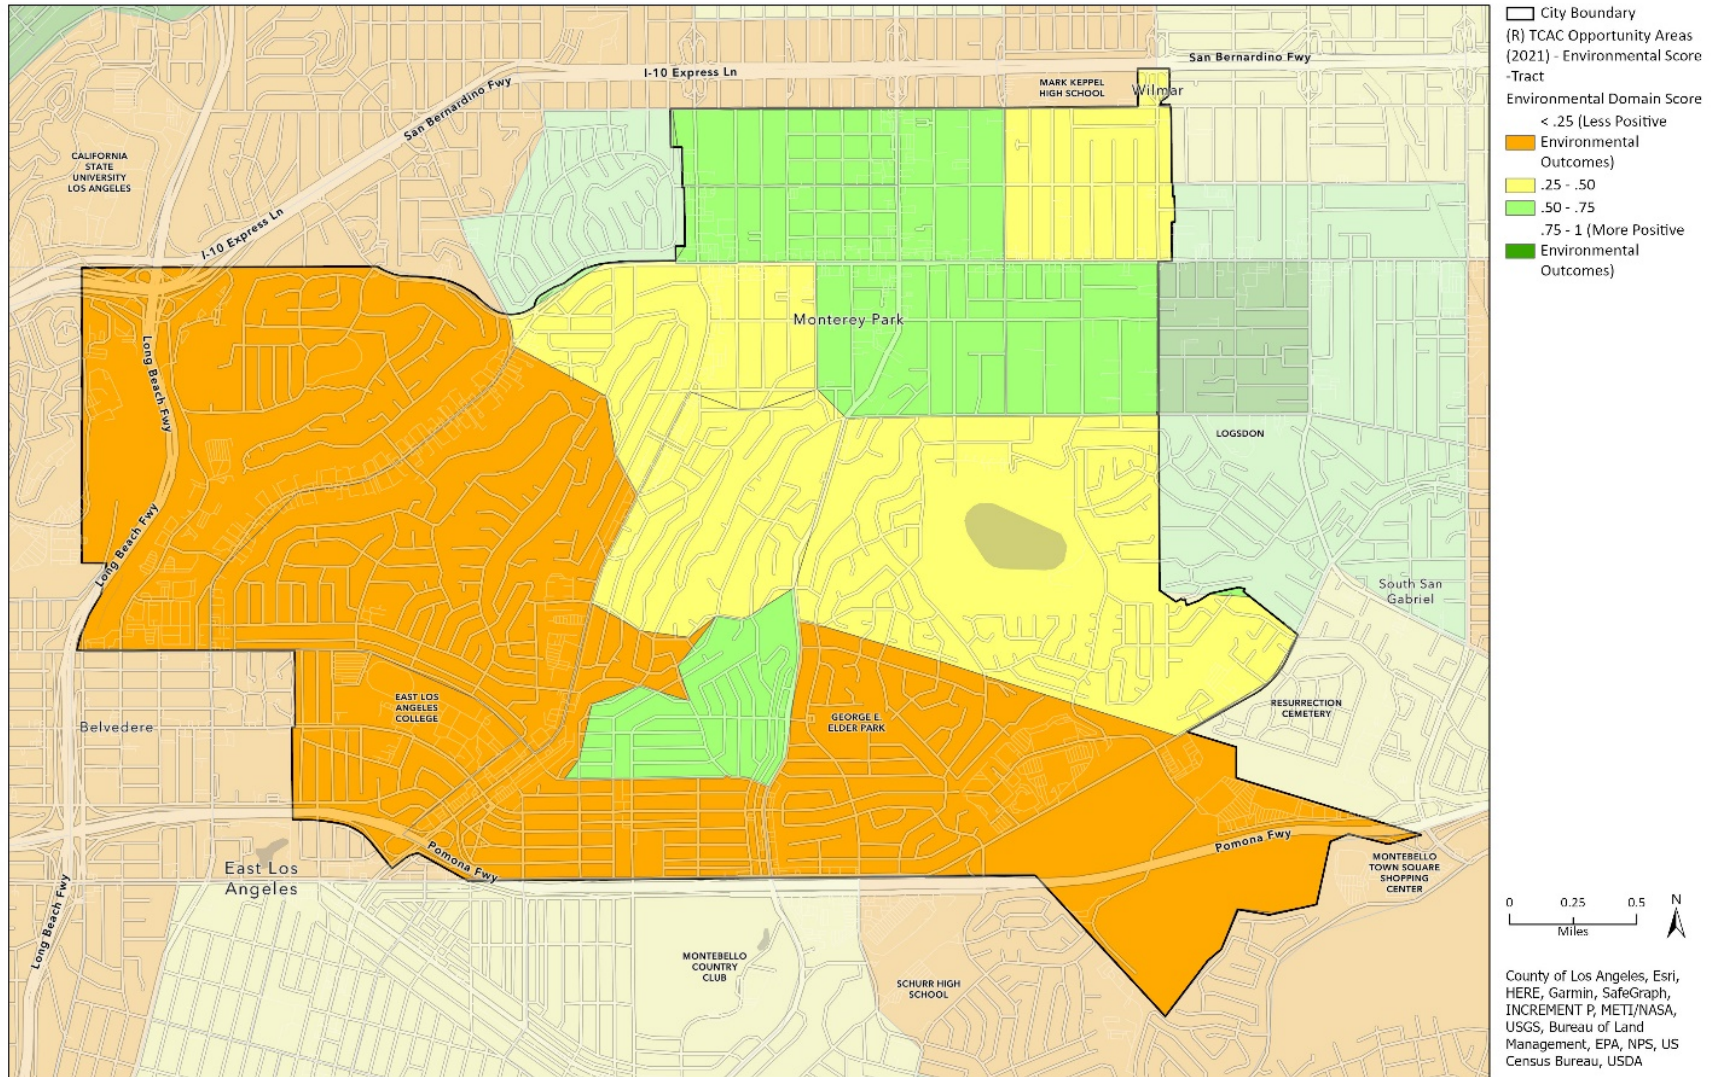 San Bernardino Fwy
I-10 Express Ln
MARK KEPPEL
HIGH SCHOOL
Wilmar
San Bernardino Fwy
CALIFORNIA
STATE
UNIVERSITY
LOS ANGELES
I-10 Express Ln
Monterey Park
Long Beach Fwy
LOGSDON
Long Beach Fwy
South San
Gabriel
EAST LOS
ANGELES
COLLEGE
Belvedere
GEORGE E
ELDER PARK
RESURRECTION
CEMETERY
Pomona Fwy
Pomona Fwy
East Los
Angeles
MONTEBELLO
TOWN SQUARE
SHOPPING
CENTER
Long Beach Fwy
MONTEBELLO
COUNTRY
CLUB
SCHURR HIGH
SCHOOL
City Boundary
(R) TCAC Opportunity Areas
(2021) - Environmental Score
-Tract
Environmental Domain Score
< .25 (Less Positive
Environmental
Outcomes)
.25 - .50
.50 - .75
.75 - 1 (More Positive
Environmental
Outcomes)
0 0.25 0.5
Miles
N
County of Los Angeles, Esri,
HERE, Garmin, SafeGraph,
INCREMENT P, METI/NASA,
USGS, Bureau of Land
Management, EPA, NPS, US
Census Bureau, USDA